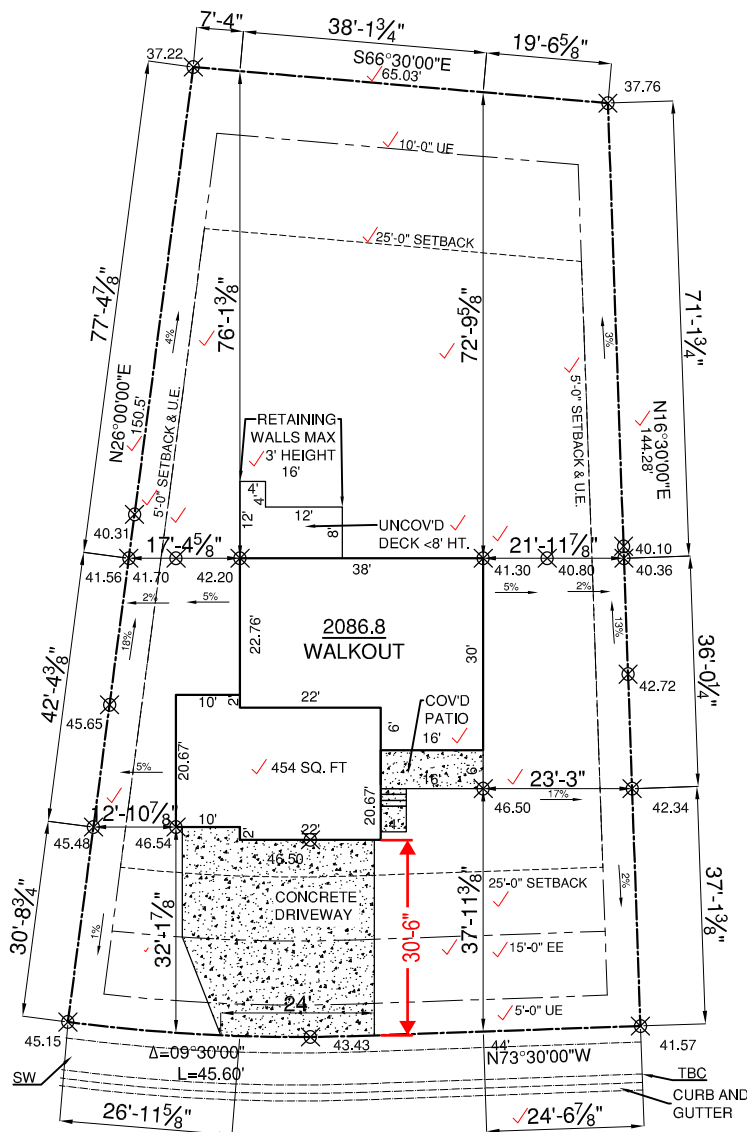 7'-4"
38'-1¾"
19'-6⅝"
37.22
S66°30'00"E
65.03'
37.76
10'-0" UE
25'-0" SETBACK
77'-4⅞"
76'-1⅜"
72'-9⅝"
71'-1¾"
4%
3%
N26°00'00"E
150.5'
5'-0" SETBACK & U.E.
5'-0" SETBACK & U.E.
N16°30'00"E
144.28'
RETAINING
WALLS MAX
3' HEIGHT
16'
4'
4'
12'
12'
8'
UNCOV'D
DECK <8' HT.
40.31
17'-4⅝"
21'-11⅞"
40.10
41.56
41.70
42.20
38'
41.30
40.80
40.36
2%
5%
5%
2%
18%
13%
22.76'
2086.8
WALKOUT
30'
42'-4⅜"
36'-0¼"
42.72
45.65
10'
2'
22'
6'
COV'D
PATIO
16'
5%
20.67'
454 SQ. FT
16'
6'
23'-3"
46.50
17%
42.34
12'-10⅞"
10'
2'
22'
20.67'
4'
45.48
46.54
46.50
30'-8¾"
32'-1⅞"
CONCRETE
DRIVEWAY
30'-6"
37'-11⅜"
25'-0" SETBACK
2%
37'-1⅜"
1%
15'-0" EE
24'
5'-0" UE
45.15
Δ=09°30'00'
L=45.60'
43.43
44'
N73°30'00"W
41.57
SW
TBC
CURB AND
GUTTER
26'-11⅝"
24'-6⅞"